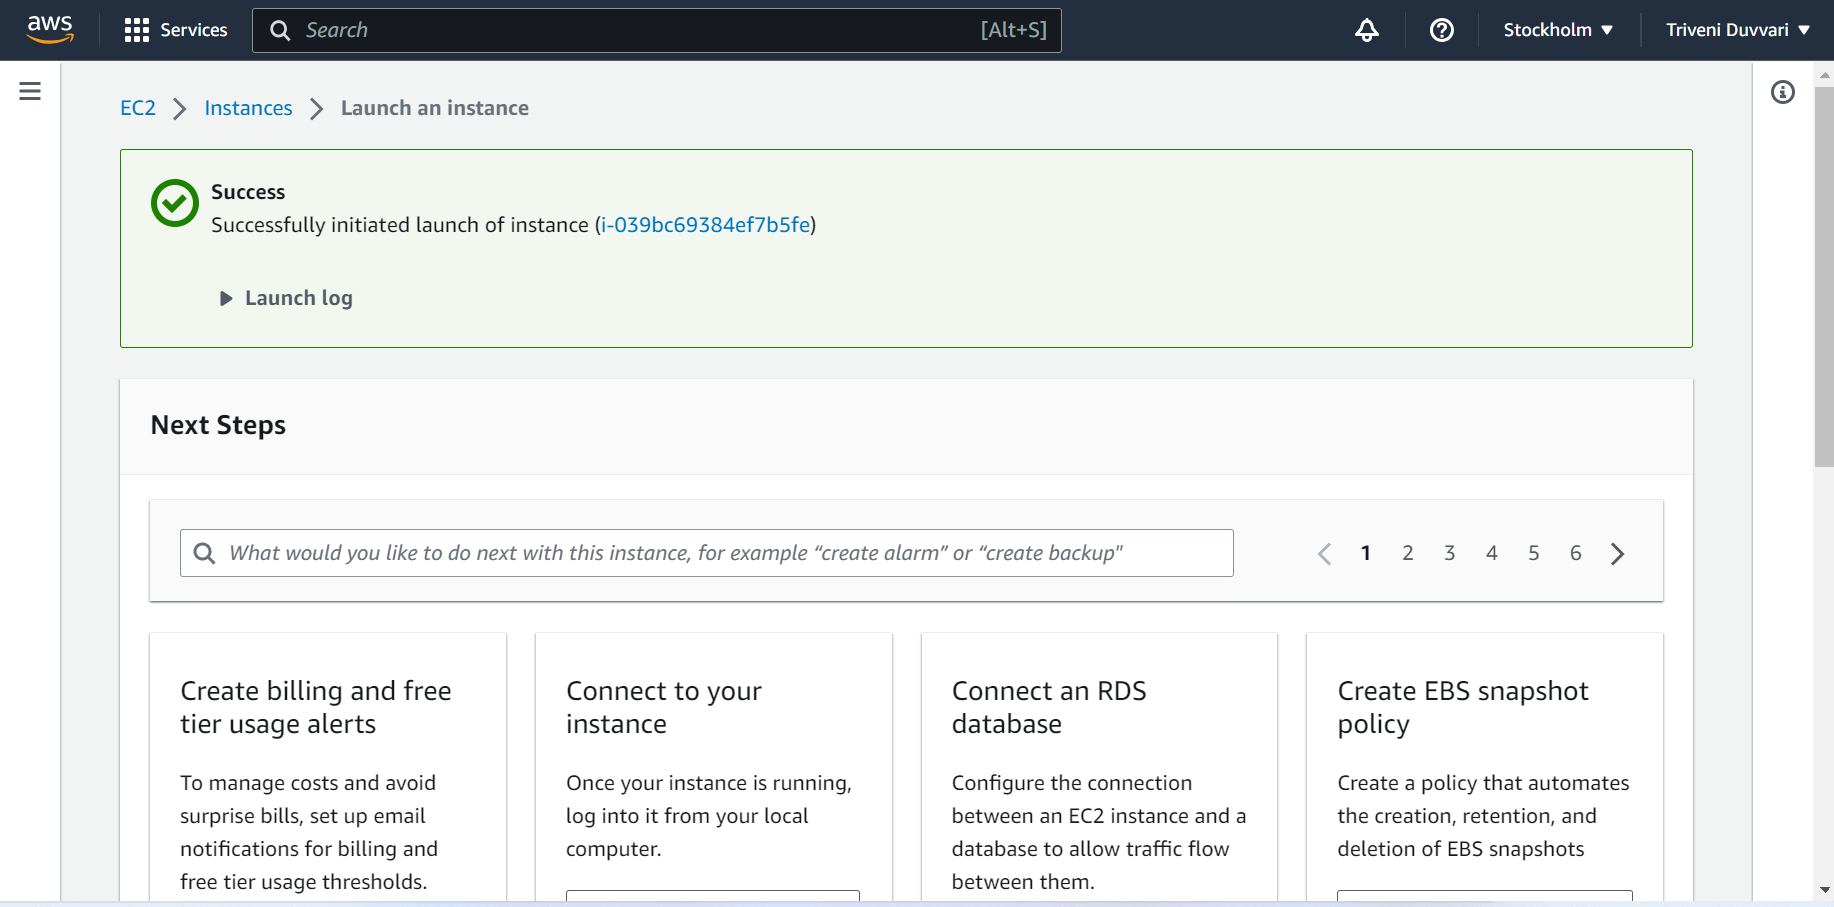 aws
Services
Search
[Alt+S]
Stockholm
Triveni Duvvari
EC2
Instances
Launch an instance
Success
Successfully initiated launch of instance (i-039bc69384ef7b5fe)
Launch log
Next Steps
What would you like to do next with this instance, for example “create alarm” or “create backup"
1 2 3 4 5 6
Create billing and free
tier usage alerts
To manage costs and avoid
surprise bills, set up email
notifications for billing and
free tier usage thresholds.
Connect to your
instance
Once your instance is running,
log into it from your local
computer.
Connect an RDS
database
Configure the connection
between an EC2 instance and a
database to allow traffic flow
between them.
Create EBS snapshot
policy
Create a policy that automates
the creation, retention, and
deletion of EBS snapshots